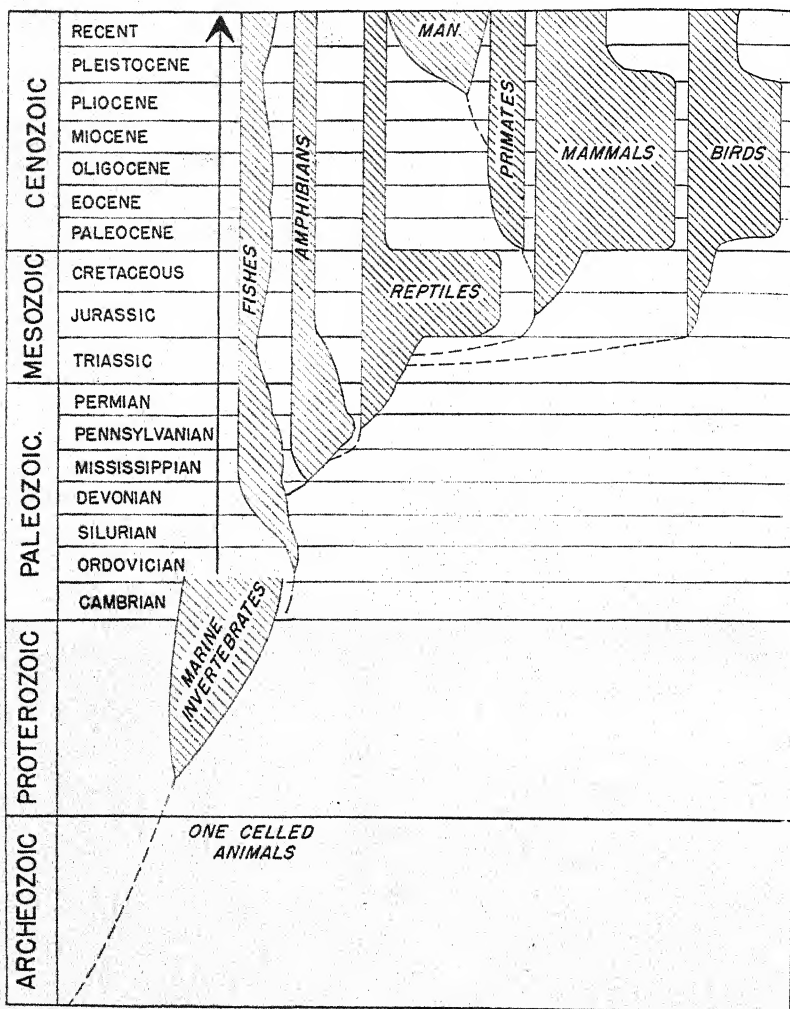 CENOZOIC
RECENT
PLEISTOCENE
PLIOCENE
MIOCENE
OLIGOCENE
EOCENE
PALEOCENE
MESOZOIC
CRETACEOUS
JURASSIC
TRIASSIC
PALEOZOIC.
PERMIAN
PENNSYLVANIAN
MISSISSIPPIAN
DEVONIAN
SILURIAN
ORDOVICIAN
CAMBRIAN
PROTEROZOIC
ARCHEOZOIC
FISHES
AMPHIBIANS
REPTILES
MAN
PRIMATES
MAMMALS
BIRDS
MARINE
INVERTEBRATES
ONE CELLED
ANIMALS